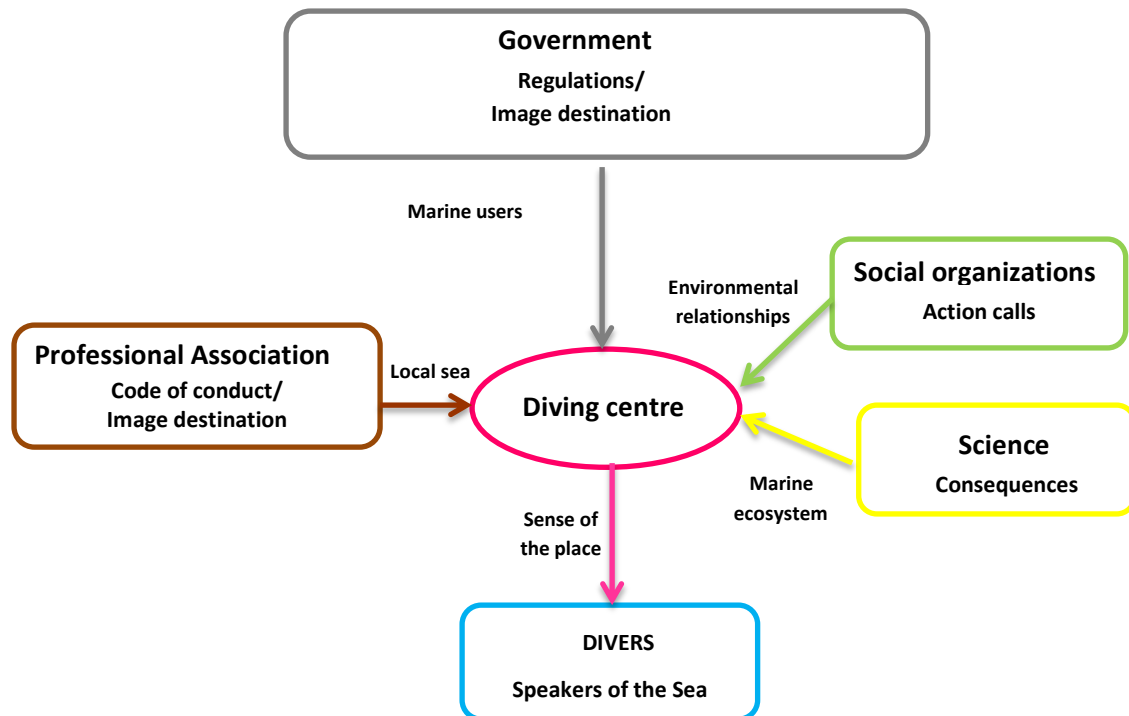 Government
Regulations/
Image destination
Marine users
Social organizations
Action calls
Environmental
relationships
Professional Association
Code of conduct/
Image destination
Local sea
Diving centre
Science
Consequences
Marine
ecosystem
Sense of
the place
DIVERS
Speakers of the Sea